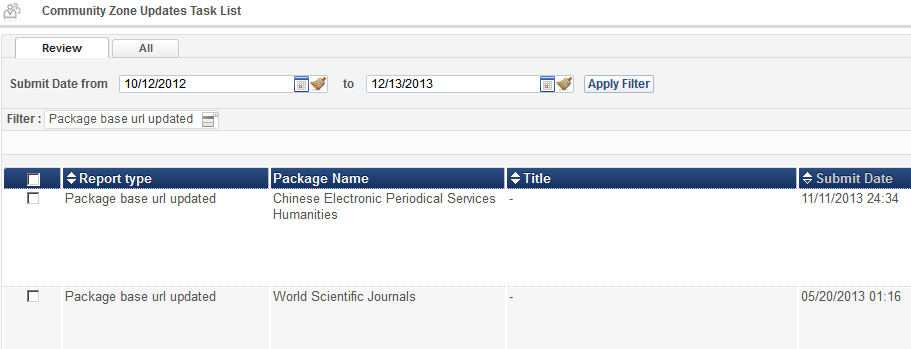 Community Zone Updates Task List
Review All
Submit Date from 10/12/2012 to 12/13/2013 Apply Filter
Filter : Package base url updated
Report type Package Name Title Submit Date
Package base url updated Chinese Electronic Periodical Services - 11/11/2013 24:34
Humanities
Package base url updated World Scientific Journals - 05/20/2013 01:16